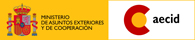 MINISTERIO
DE ASUNTOS EXTERIORES
Y DE COOPERACIÓN
aecid